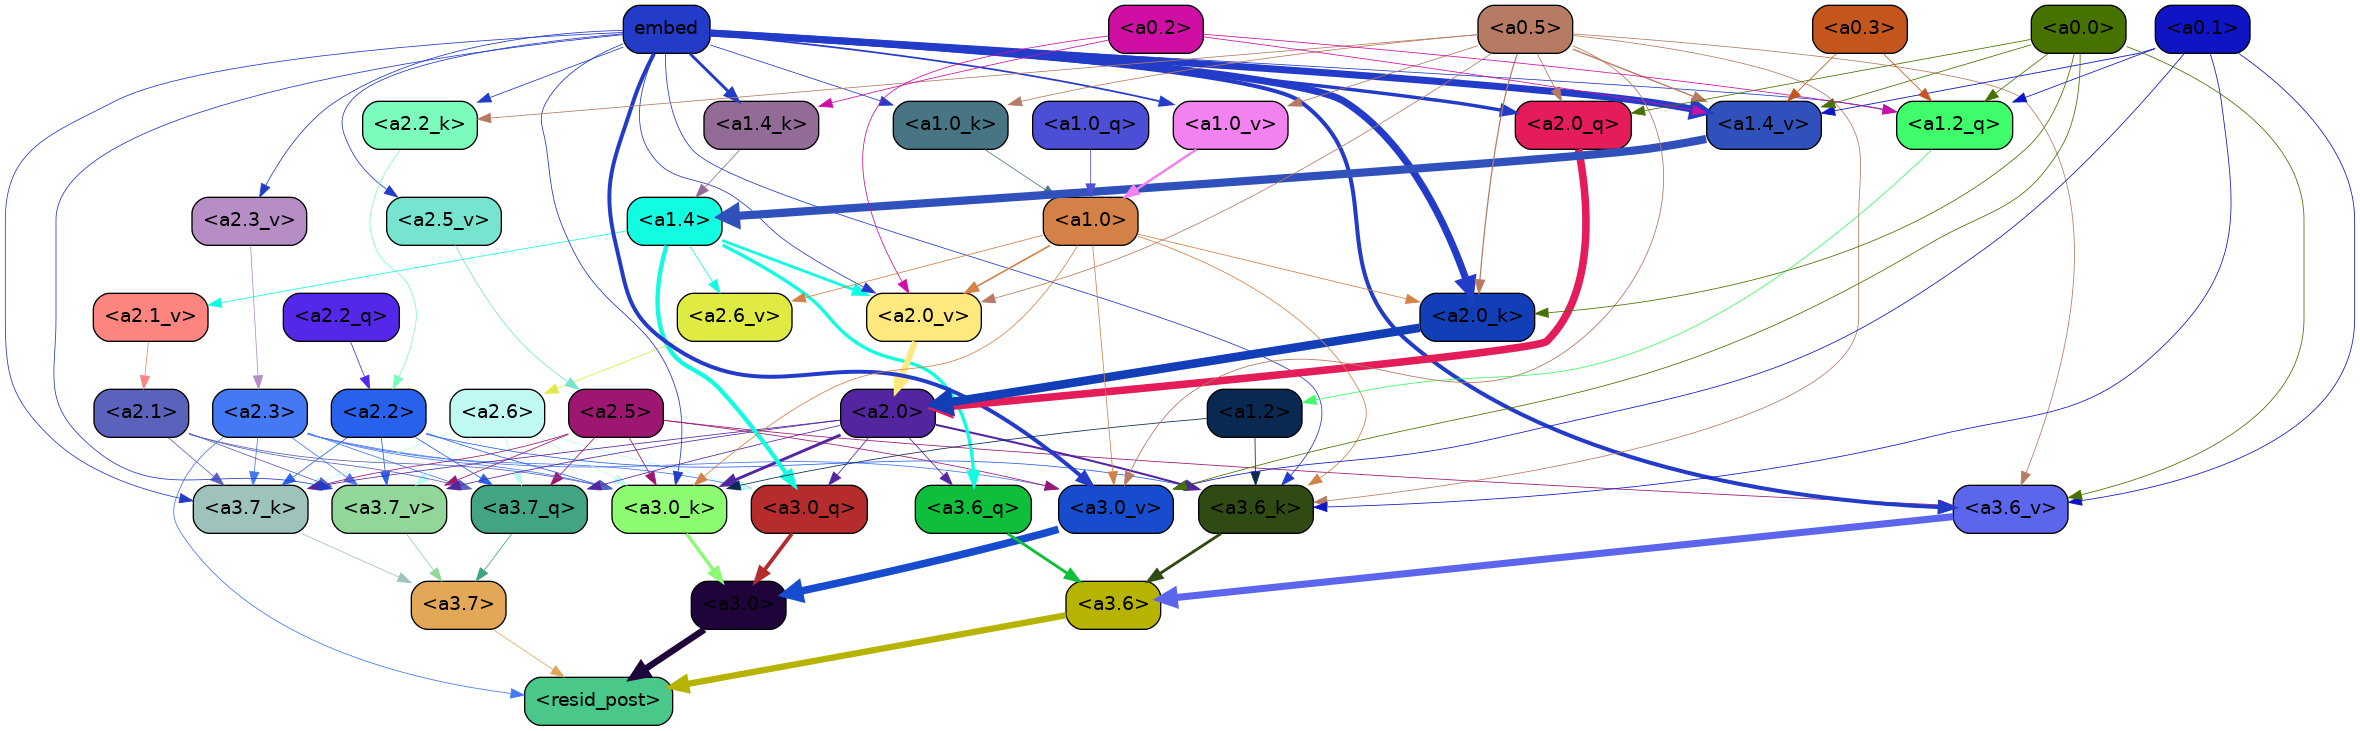 embed
<a0.2>
<a0.5>
<a0.3>
<a0.0>
<a0.1>
<a2.2_k>
<a1.4_k>
<a1.0_k>
<a1.0_q>
<a1.0_v>
<a2.0_q>
<a1.4_v>
<a1.2_q>
<a2.3_v>
<a2.5_v>
<a1.4>
<a1.0>
<a2.1_v>
<a2.2_q>
<a2.6_v>
<a2.0_v>
<a2.0_k>
<a2.1>
<a2.3>
<a2.2>
<a2.6>
<a2.5>
<a2.0>
<a1.2>
<a3.7_k>
<a3.7_v>
<a3.7_q>
<a3.0_k>
<a3.0_q>
<a3.6_q>
<a3.0_v>
<a3.6_k>
<a3.6_v>
<a3.7>
<a3.0>
<a3.6>
<resid_post>